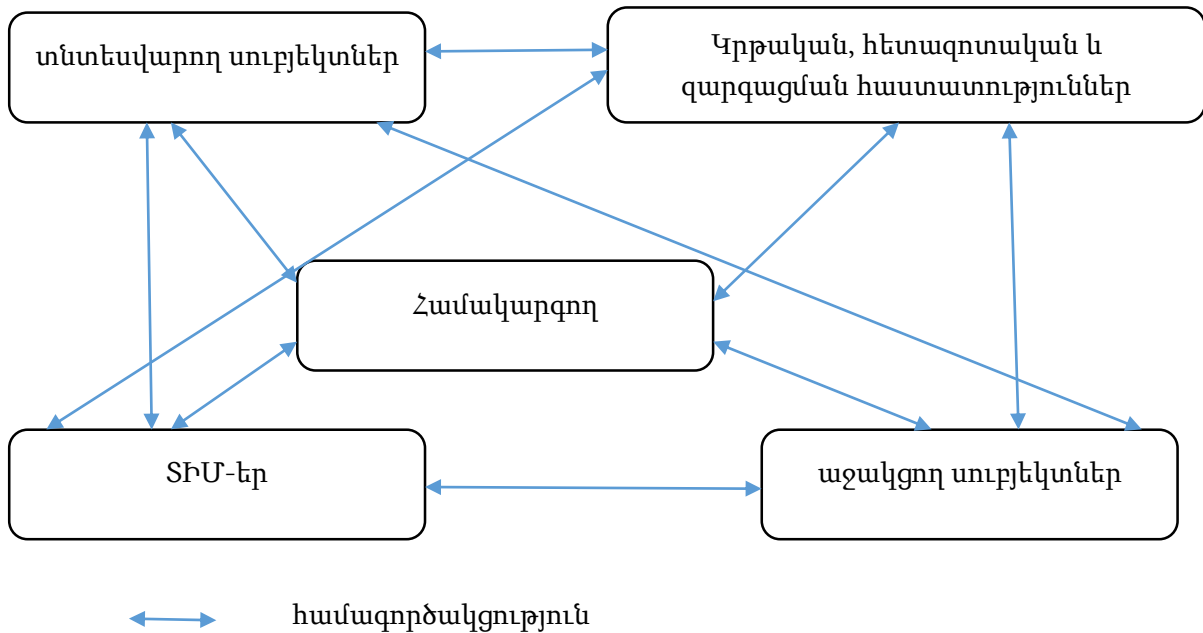 տնտեսվարող սուբյեկտներ
Կրթական, հետազոտական և
զարգացման հաստատություններ
Համակարգող
ՏԻՄ-եր
աջակցող սուբյեկտներ
համագործակցություն